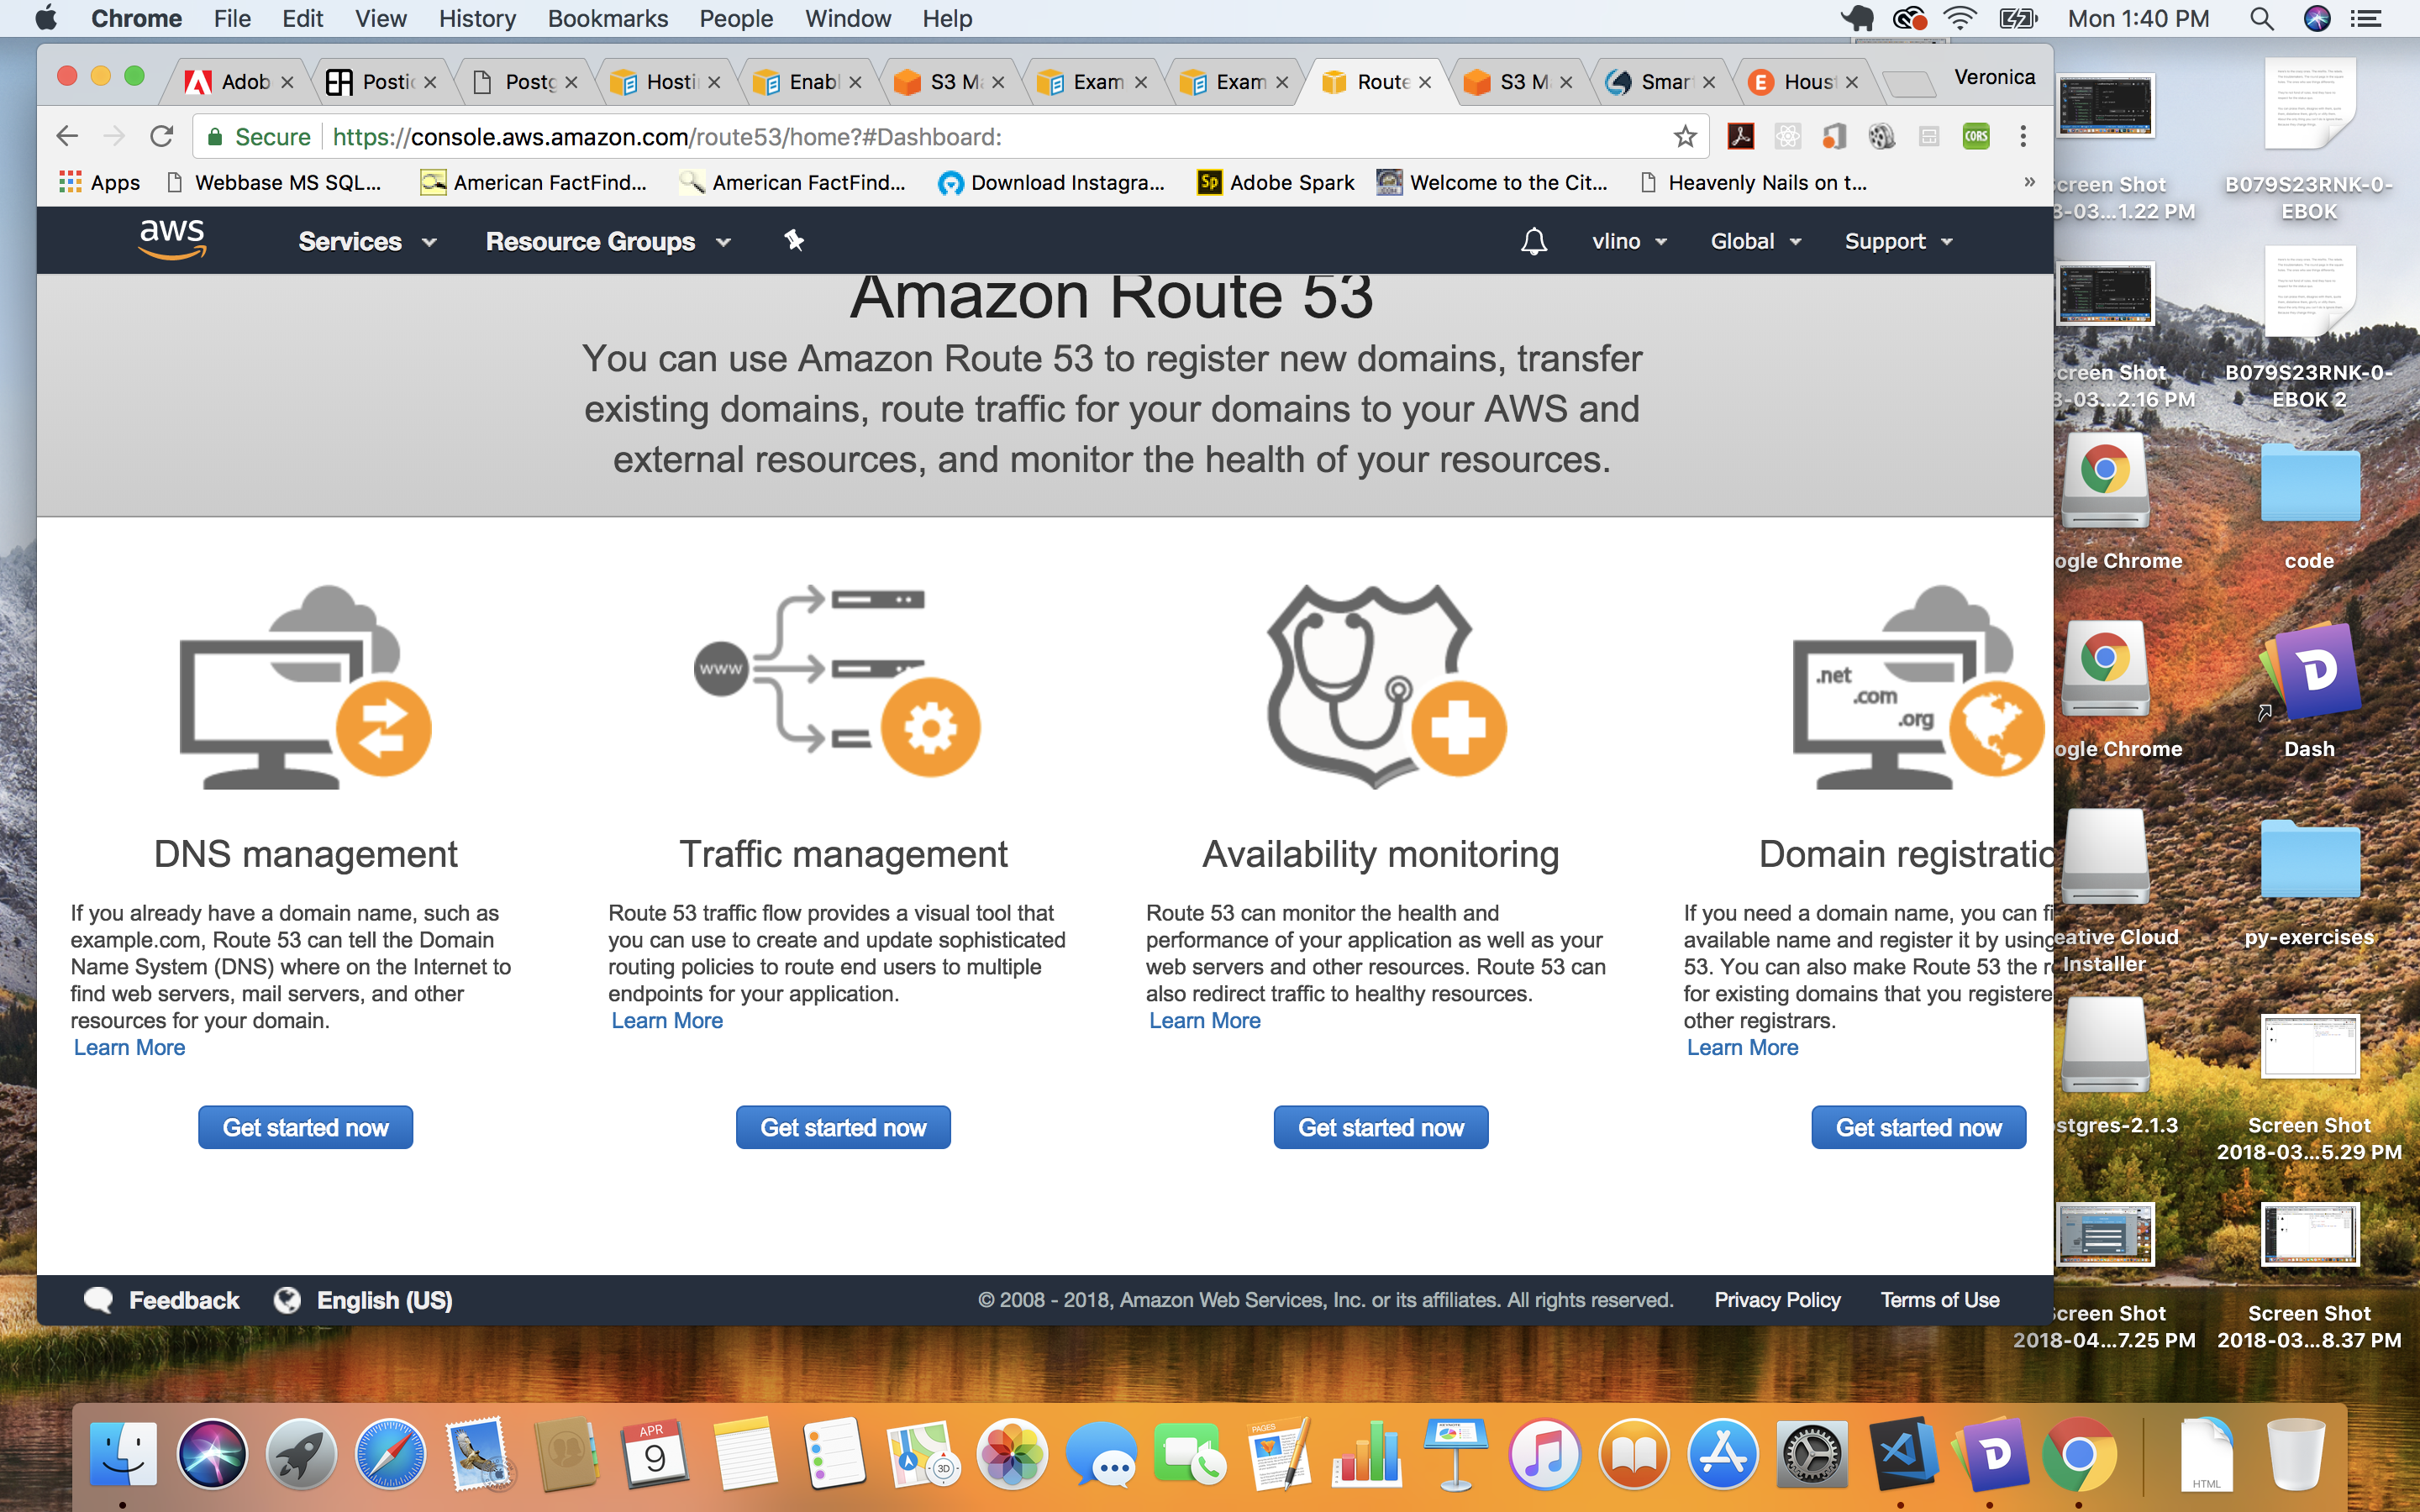 Chrome File Edit View History Bookmarks People Window Help Mon 1:40 PM
Adob Postic Postg Hosti Enabl S3 Ma Exam Exam Route S3 M Smar Houst Veronica
Secure https://console.aws.amazon.com/route53/home?#Dashboard: CORS
Apps Webbase MS SQL... American FactFind... American FactFind... Download Instagra... Sp Adobe Spark Welcome to the Cit... Heavenly Nails on t... »
aws Services Resource Groups vlino Global Support
Amazon Route 53
You can use Amazon Route 53 to register new domains, transfer
existing domains, route traffic for your domains to your AWS and
external resources, and monitor the health of your resources.
www
.net
.com
.org
DNS management
If you already have a domain name, such as
example.com, Route 53 can tell the Domain
Name System (DNS) where on the Internet to
find web servers, mail servers, and other
resources for your domain.
Learn More
Get started now
Traffic management
Route 53 traffic flow provides a visual tool that
you can use to create and update sophisticated
routing policies to route end users to multiple
endpoints for your application.
Learn More
Get started now
Availability monitoring
Route 53 can monitor the health and
performance of your application as well as your
web servers and other resources. Route 53 can
also redirect traffic to healthy resources.
Learn More
Get started now
Domain registratio
If you need a domain name, you can fi
available name and register it by using
53. You can also make Route 53 the r
for existing domains that you registere
other registrars.
Learn More
Get started now
Feedback English (US) © 2008 - 2018, Amazon Web Services, Inc. or its affiliates. All rights reserved. Privacy Policy Terms of Use
creen Shot
8-03...1.22 PM
B079S23RNK-0-
EBOK
creen Shot
8-03...2.16 PM
B079S23RNK-0-
EBOK 2
ogle Chrome
code
ogle Chrome
Dash
eative Cloud
Installer
py-exercises
stgres-2.1.3
Screen Shot
2018-03...5.29 PM
creen Shot
2018-04...7.25 PM
Screen Shot
2018-03...8.37 PM
APR
9
3D
PAGES
HTML